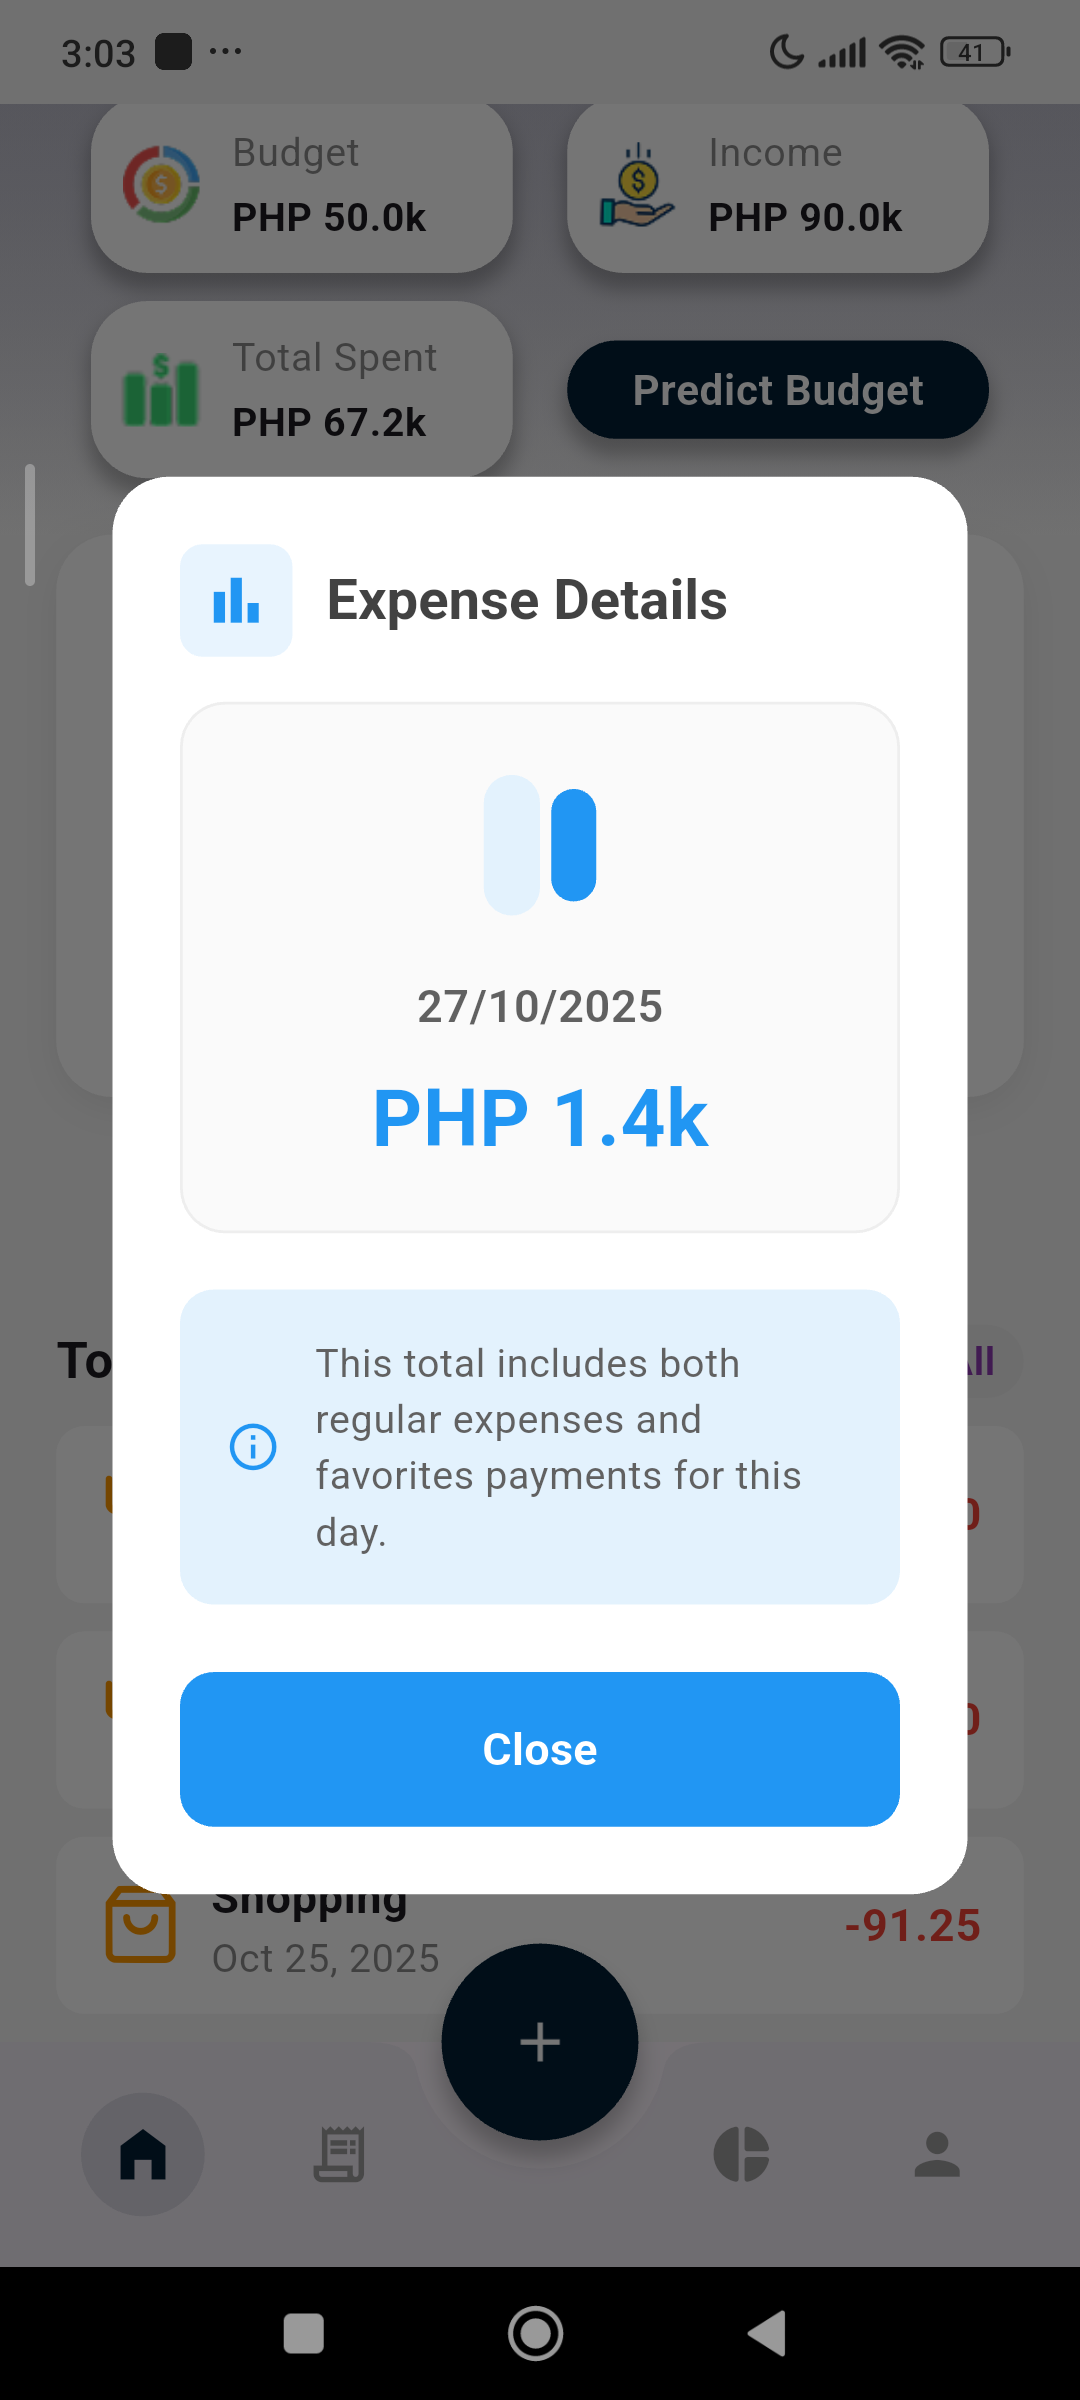 3:03 ... 41
Budget
PHP 50.0k
Income
PHP 90.0k
Total Spent
PHP 67.2k
Predict Budget
Expense Details
27/10/2025
PHP 1.4k
This total includes both
regular expenses and
favorites payments for this
day.
Close
Shopping
Oct 25, 2025
-91.25